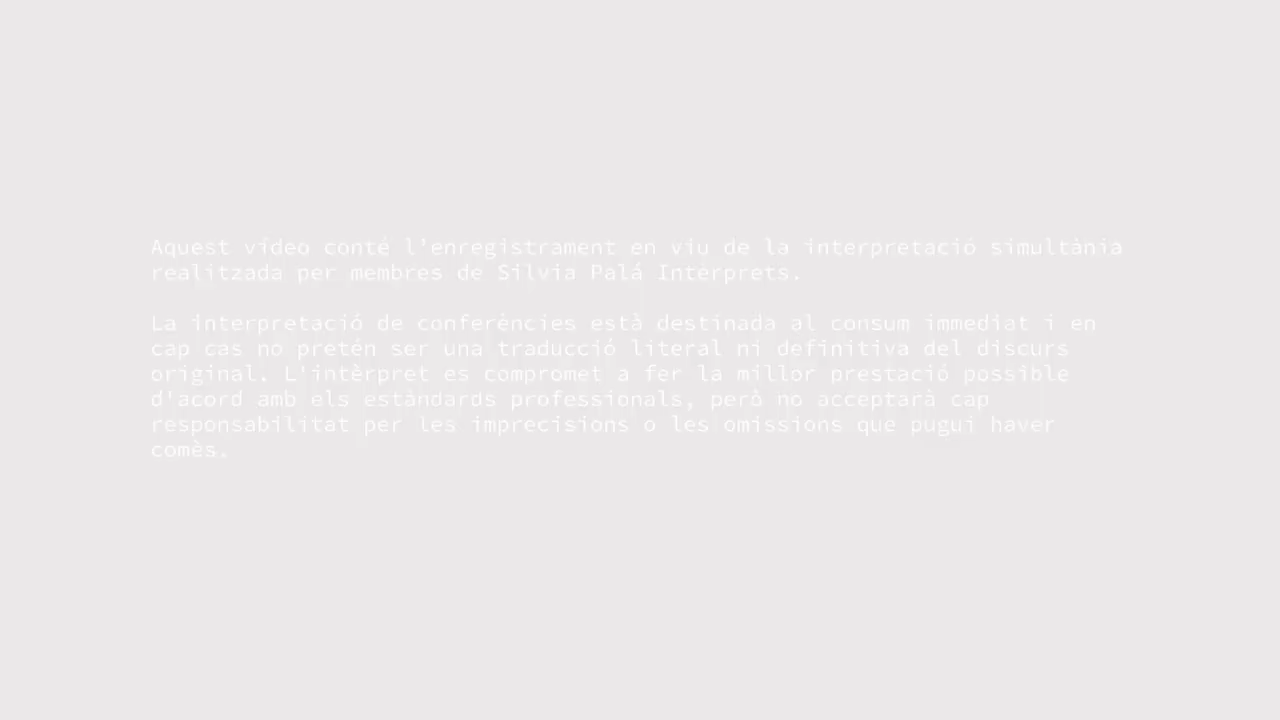 Aquest vídeo conté l’enregistrament en viu de la interpretació simultània
realitzada per membres de Silvia Palá Intèrprets.
La interpretació de conferències està destinada al consum immediat i en
cap cas no pretén ser una traducció literal ni definitiva del discurs
original. L'intèrpret es compromet a fer la millor prestació possible
d'acord amb els estàndards professionals, però no acceptarà cap
responsabilitat per les imprecisions o les omissions que pugui haver
comès.